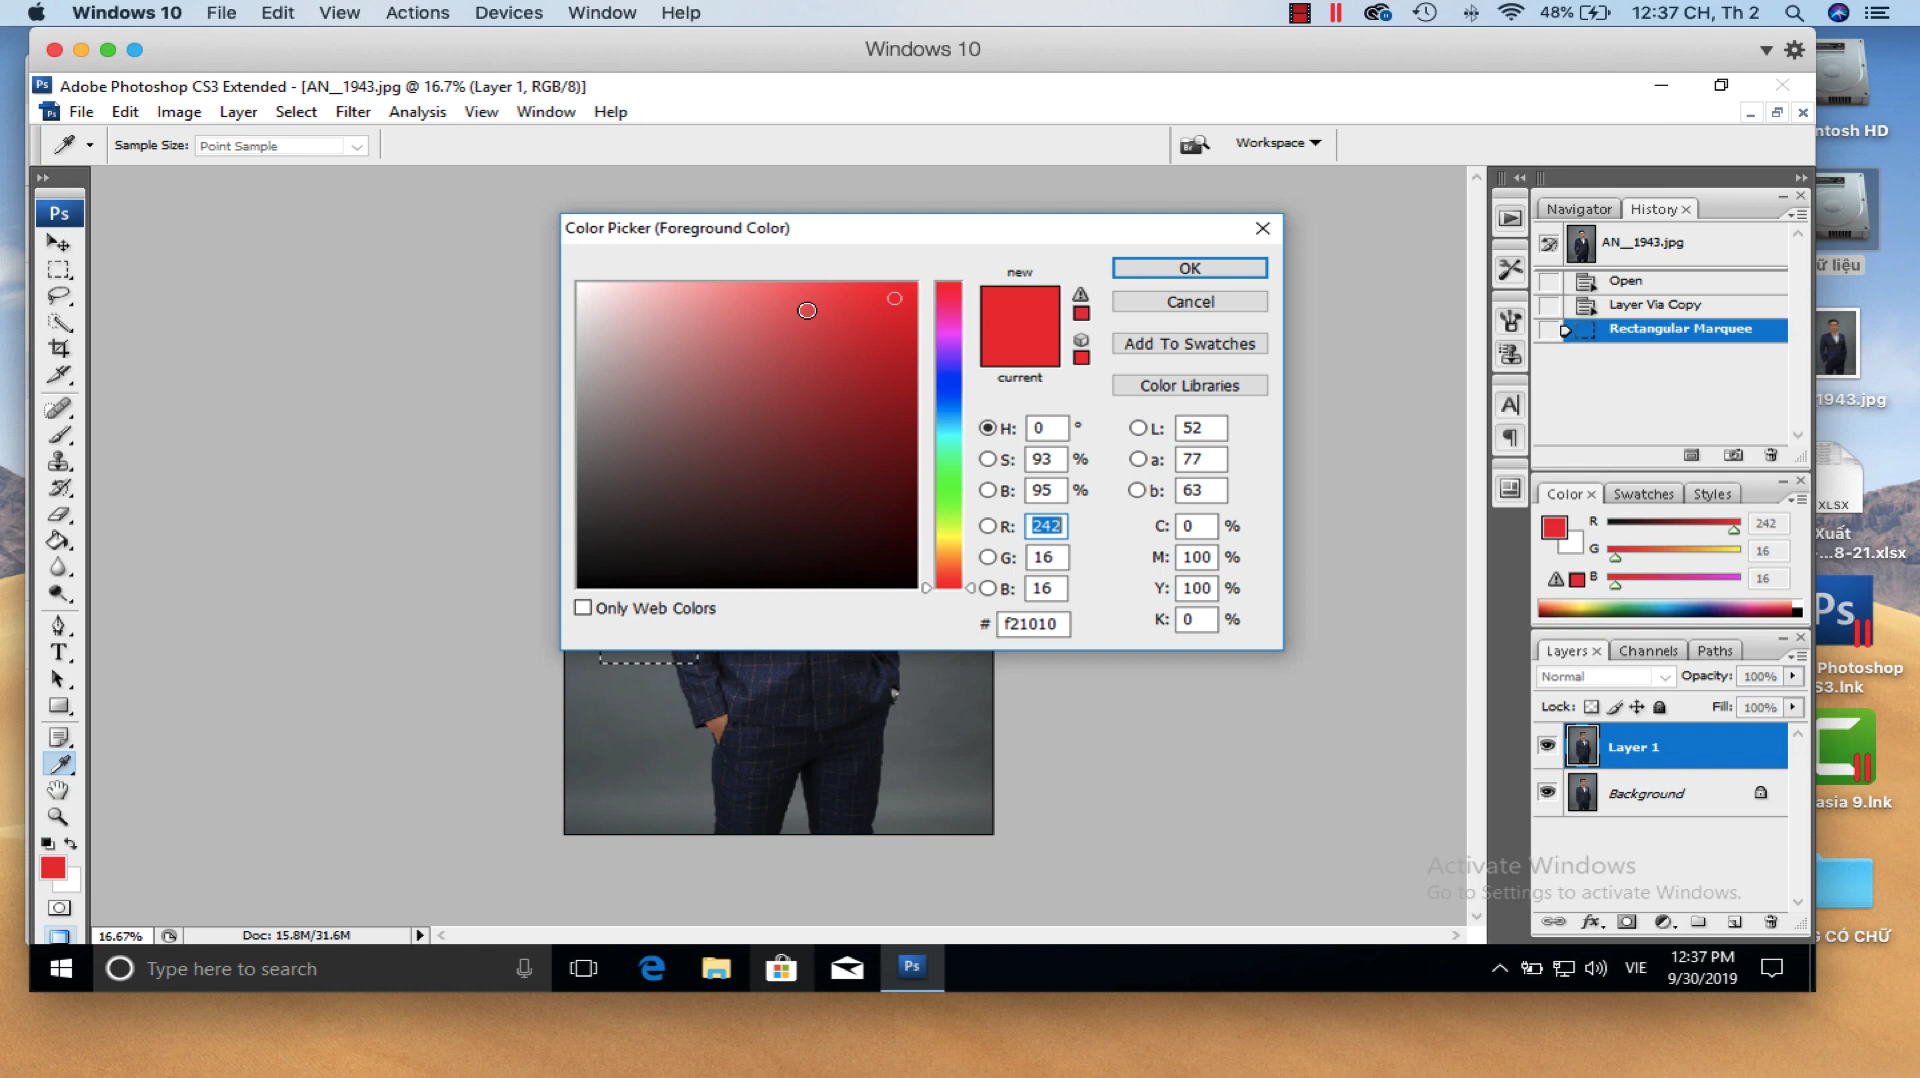 Windows 10 File Edit View Actions Devices Window Help 48% 12:37 CH, Th 2
Windows 10
Ps Adobe Photoshop CS3 Extended - [AN__1943.jpg @ 16.7% (Layer 1, RGB/8)]
Ps File Edit Image Layer Select Filter Analysis View Window Help
Sample Size: Point Sample Br Workspace
Ps
Color Picker (Foreground Color)
new
current
OK
Cancel
Add To Swatches
Color Libraries
H: 0 ° L: 52
S: 93 % a: 77
B: 95 % b: 63
R: 242 C: 0 %
G: 16 M: 100 %
B: 16 Y: 100 %
# f21010 K: 0 %
Only Web Colors
Navigator History
AN__1943.jpg
Open
Layer Via Copy
Rectangular Marquee
Color Swatches Styles
R 242
G 16
B 16
Layers Channels Paths
Normal Opacity: 100%
Lock: Fill: 100%
Layer 1
Background
Activate Windows
Go to Settings to activate Windows.
16.67% Doc: 15.8M/31.6M
Type here to search Ps VIE
12:37 PM
9/30/2019
ntosh HD
ữ liệu
1943.jpg
XLSX
Xuất
...8-21.xlsx
Ps
Photoshop
S3.lnk
asia 9.lnk
G CÓ CHỮ